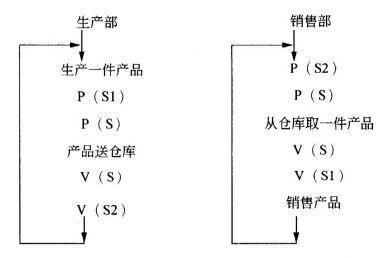 生产部
生产一件产品
P（S1）
P（S）
产品送仓库
V（S）
V（S2）
销售部
P（S2）
P（S）
从仓库取一件产品
V（S）
V（S1）
销售产品